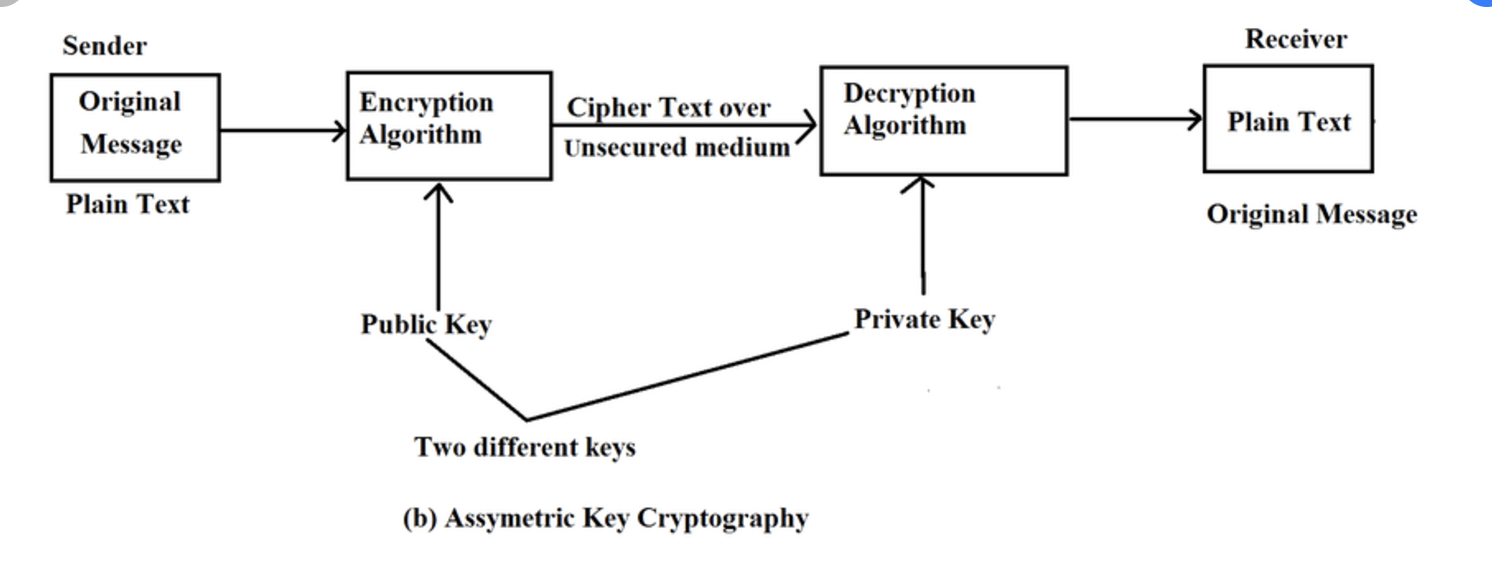 Sender
Receiver
Original
Message
Encryption
Algorithm
Cipher Text over
Unsecured medium
Decryption
Algorithm
Plain Text
Plain Text
Original Message
Public Key
Private Key
Two different keys
(b) Assymetric Key Cryptography